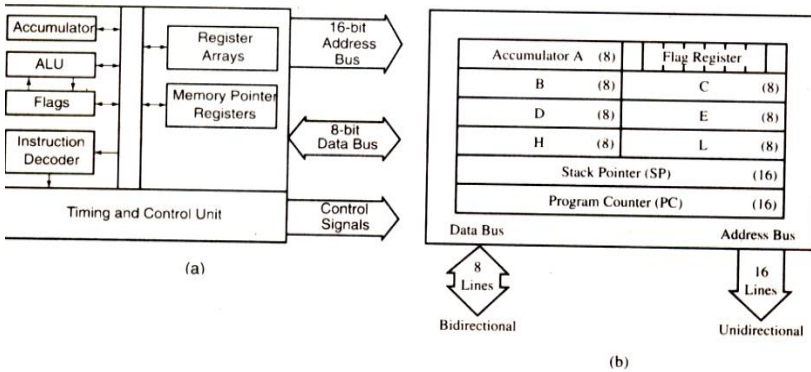 Accumulator
ALU
Flags
Instruction
Decoder
Register
Arrays
Memory Pointer
Registers
Timing and Control Unit
16-bit
Address
Bus
8-bit
Data Bus
Control
Signals
(a)
Accumulator A (8) Flag Register
B (8) C (8)
D (8) E (8)
H (8) L (8)
Stack Pointer (SP) (16)
Program Counter (PC) (16)
Data Bus Address Bus
8
Lines
Bidirectional
16
Lines
Unidirectional
(b)